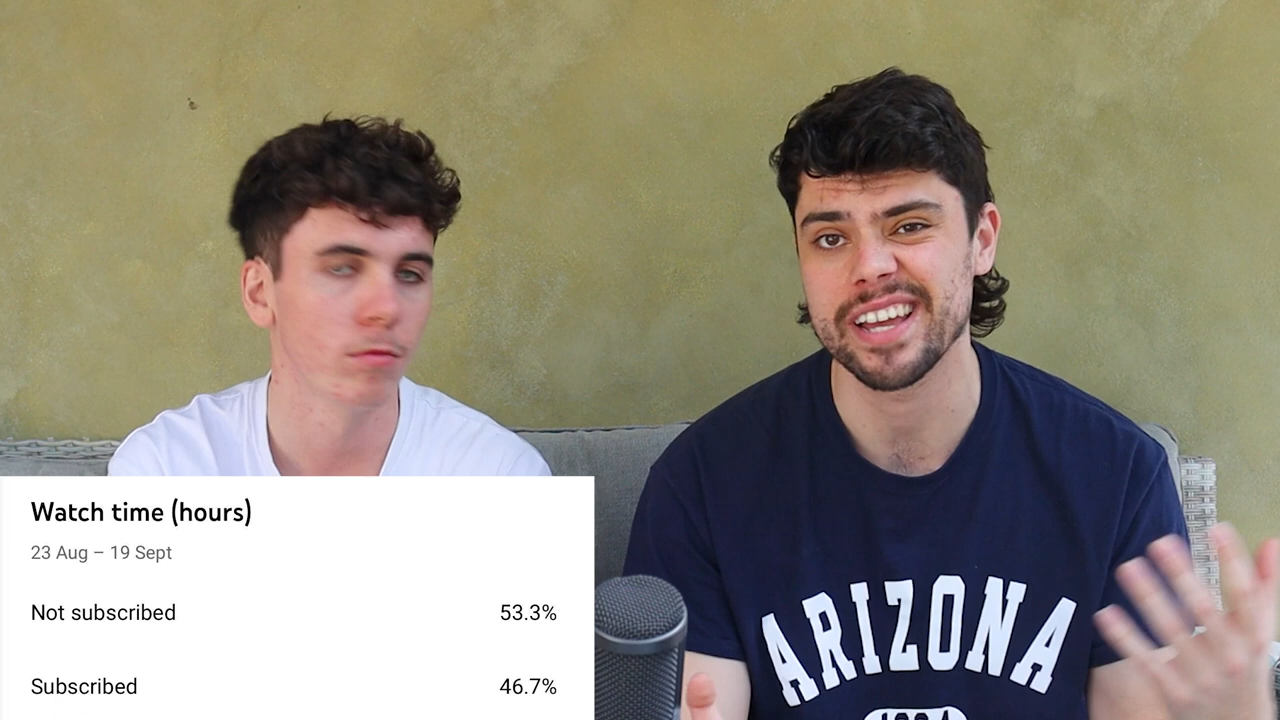 ARIZONA
Watch time (hours)
23 Aug – 19 Sept
Not subscribed 53.3%
Subscribed 46.7%